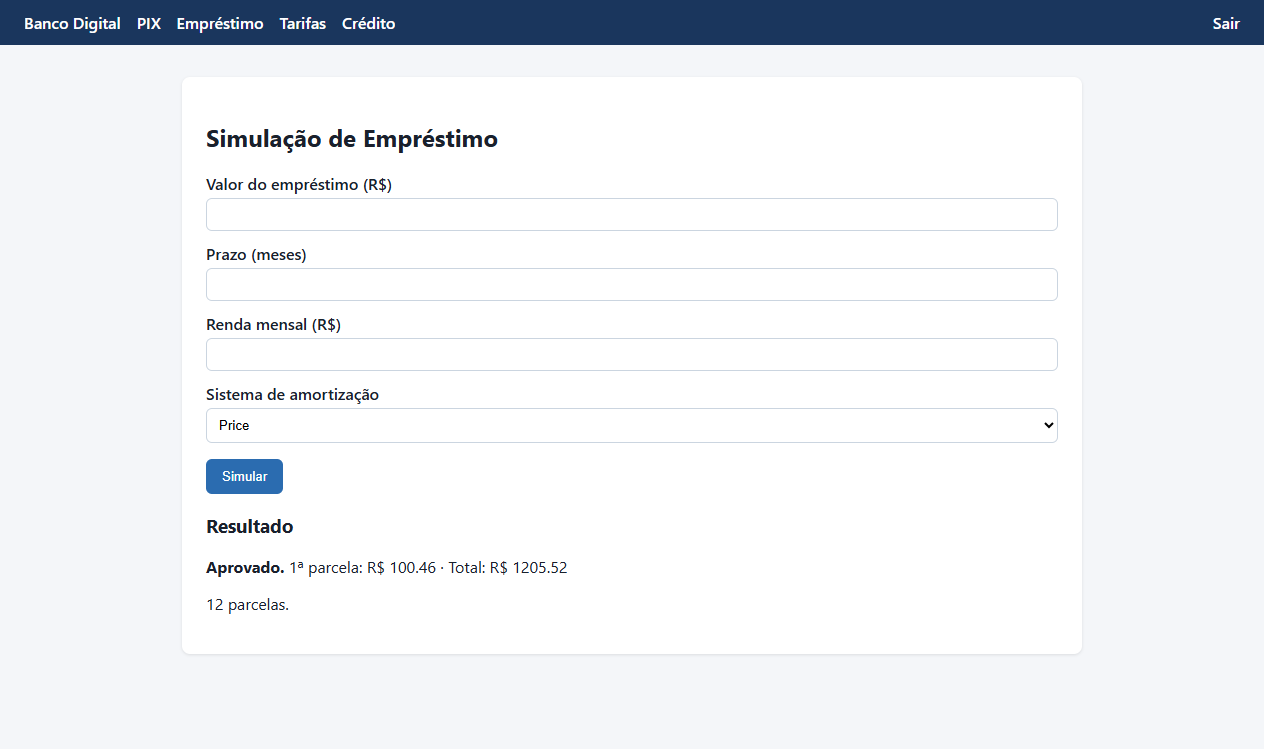 Banco Digital PIX Empréstimo Tarifas Crédito Sair
Simulação de Empréstimo
Valor do empréstimo (R$)
Prazo (meses)
Renda mensal (R$)
Sistema de amortização
Price
Simular
Resultado
Aprovado. 1ª parcela: R$ 100.46 · Total: R$ 1205.52
12 parcelas.